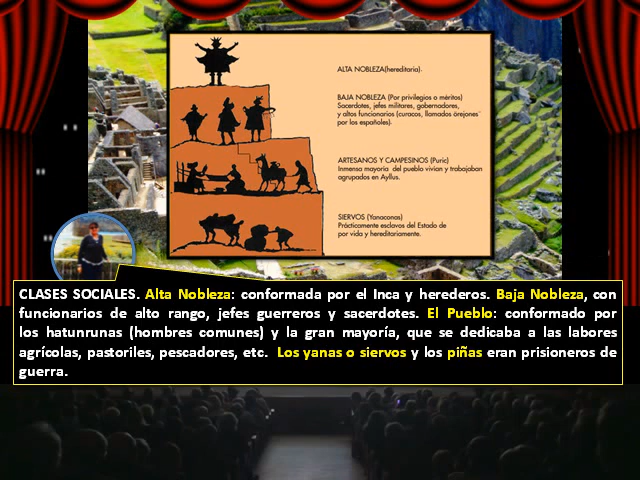 ALTA NOBLEZA(hereditaria).
BAJA NOBLEZA (Por privilegios o méritos)
Sacerdotes, jefes militares, gobernadores,
y altos funcionarios (curacas, llamados orejones¨
por los españoles).
ARTESANOS Y CAMPESINOS (Puric)
Inmensa mayoría del pueblo vivían y trabajaban
agrupados en Ayllus.
SIERVOS (Yanaconas)
Prácticamente esclavos del Estado de
por vida y hereditariamente.
CLASES SOCIALES. Alta Nobleza: conformada por el Inca y herederos. Baja Nobleza, con
funcionarios de alto rango, jefes guerreros y sacerdotes. El Pueblo: conformado por
los hatunrunas (hombres comunes) y la gran mayoría, que se dedicaba a las labores
agrícolas, pastoriles, pescadores, etc. Los yanas o siervos y los piñas eran prisioneros de
guerra.